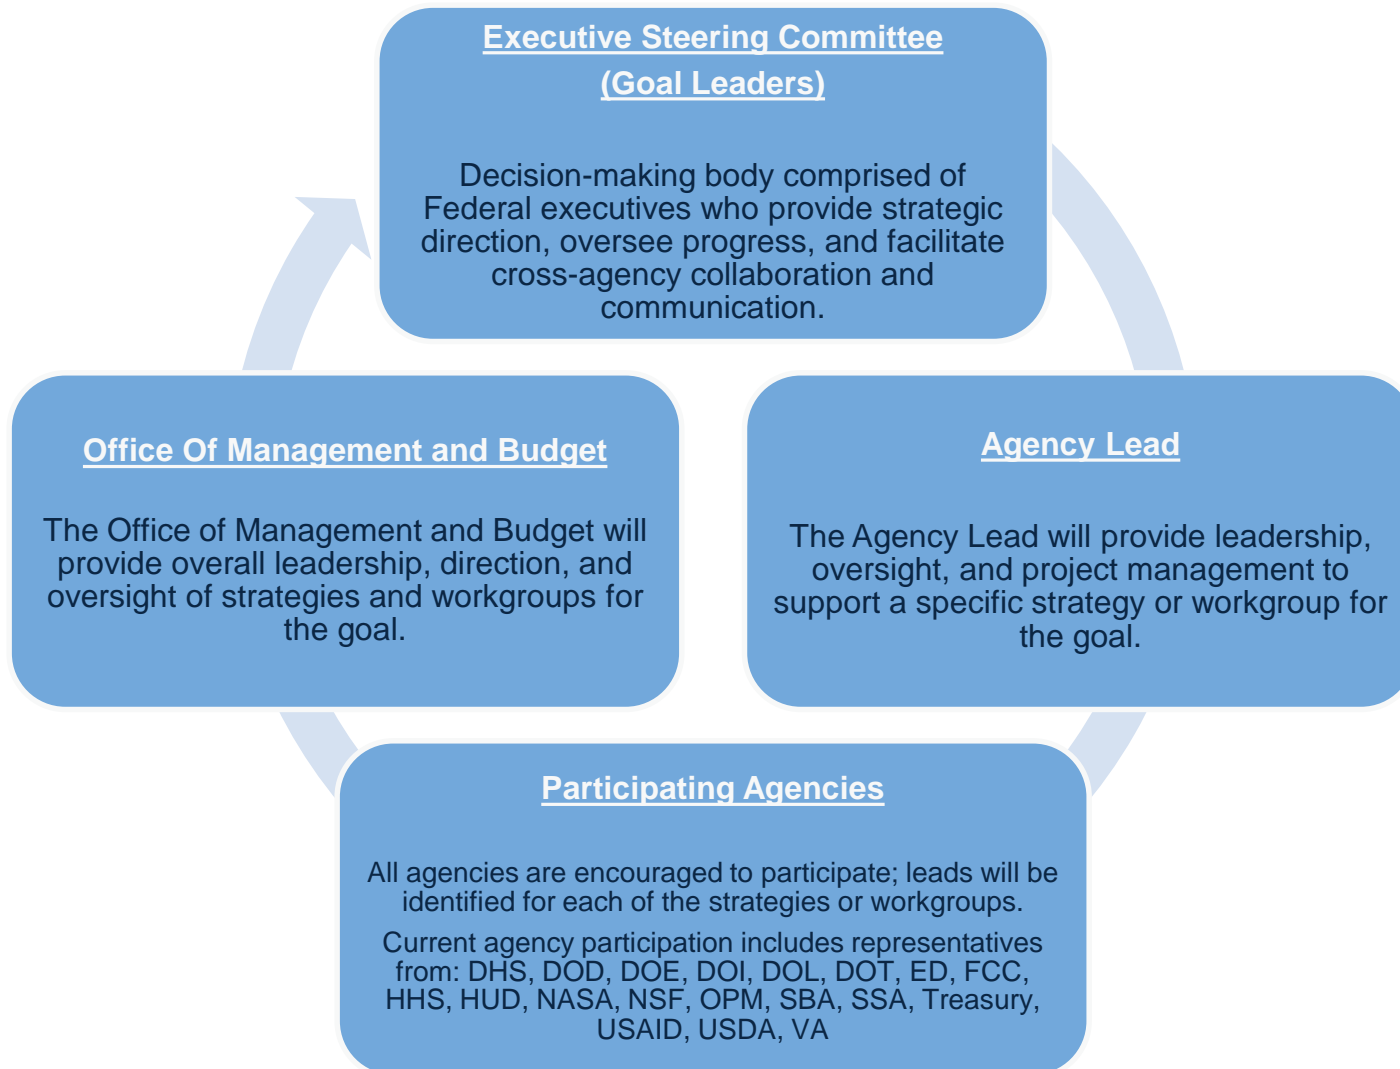 Executive Steering Committee
(Goal Leaders)
Decision-making body comprised of
Federal executives who provide strategic
direction, oversee progress, and facilitate
cross-agency collaboration and
communication.
Office Of Management and Budget
The Office of Management and Budget will
provide overall leadership, direction, and
oversight of strategies and workgroups for
the goal.
Agency Lead
The Agency Lead will provide leadership,
oversight, and project management to
support a specific strategy or workgroup for
the goal.
Participating Agencies
All agencies are encouraged to participate; leads will be
identified for each of the strategies or workgroups.
Current agency participation includes representatives
from: DHS, DOD, DOE, DOI, DOL, DOT, ED, FCC,
HHS, HUD, NASA, NSF, OPM, SBA, SSA, Treasury,
USAID, USDA, VA